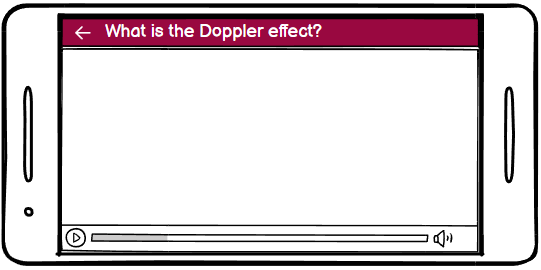 What is the Doppler effect?